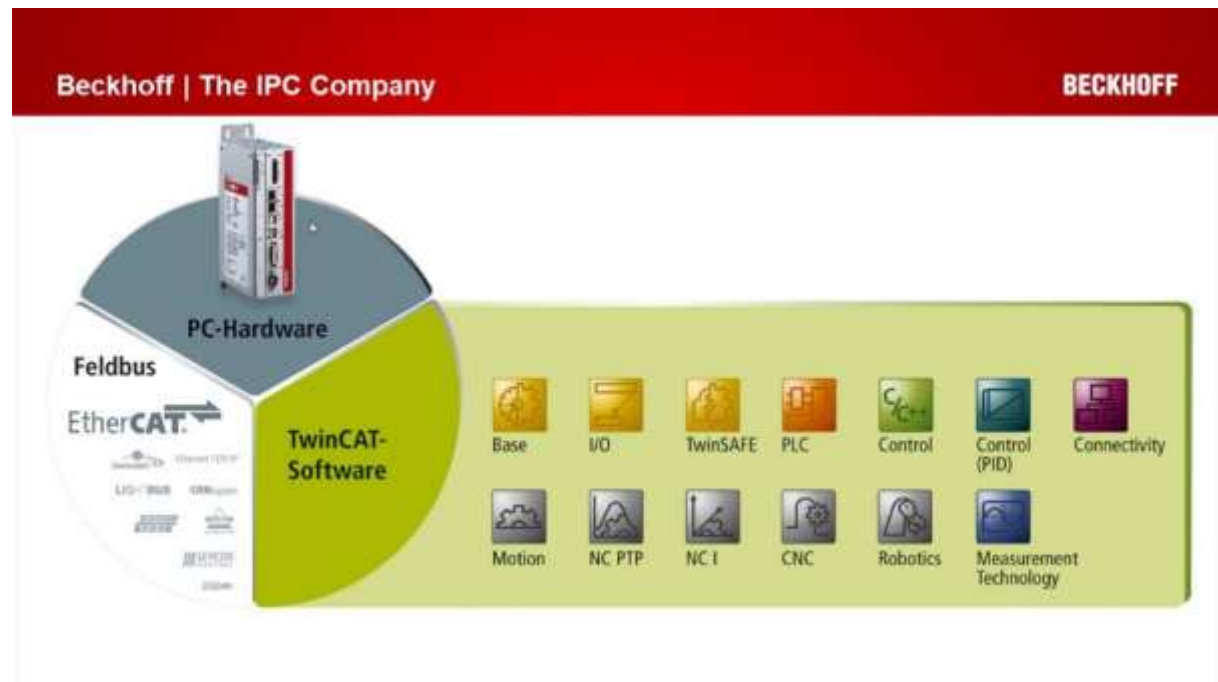 Beckhoff | The IPC Company
BECKHOFF
PC-Hardware
Feldbus
EtherCAT
TwinCAT-
Software
Base
I/O
TwinSAFE
PLC
C/C++
Control
Control
(PID)
Connectivity
Motion
NC PTP
NC I
CNC
Robotics
Measurement
Technology